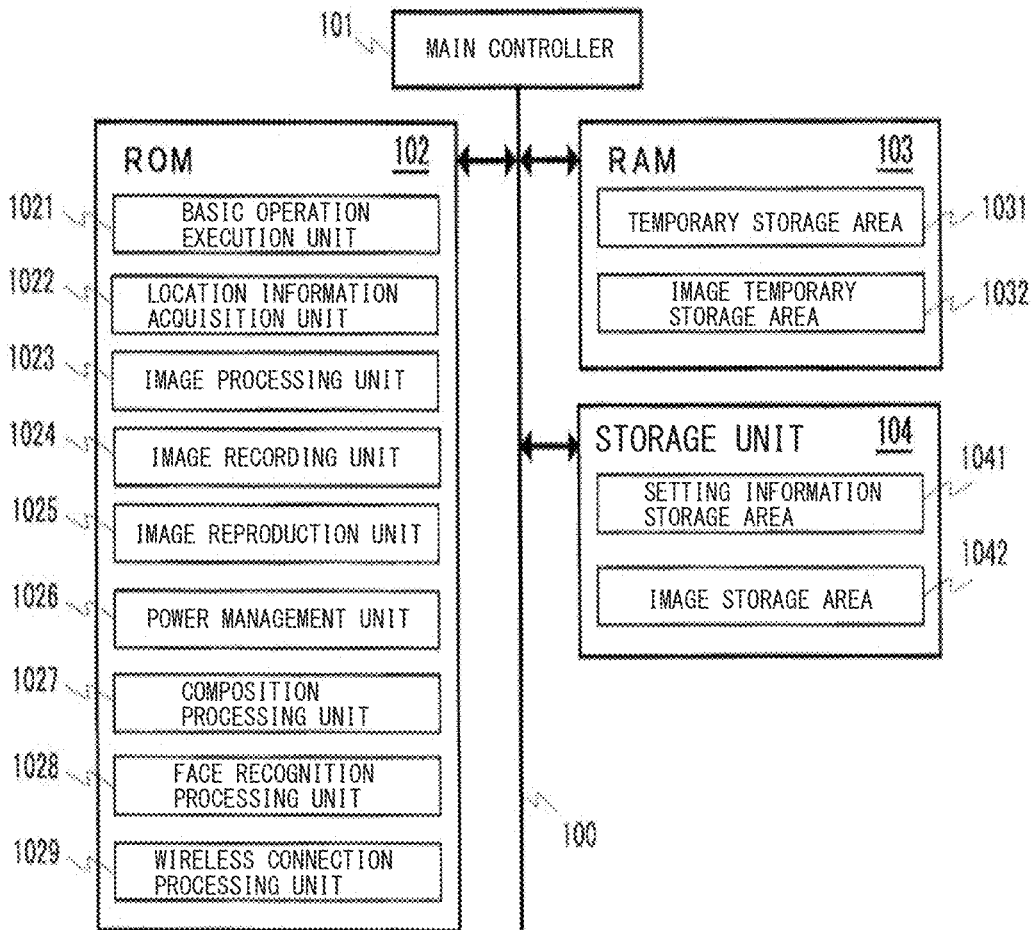 101
MAIN CONTROLLER
ROM 102
1021
BASIC OPERATION
EXECUTION UNIT
1022
LOCATION INFORMATION
ACQUISITION UNIT
1023
IMAGE PROCESSING UNIT
1024
IMAGE RECORDING UNIT
1025
IMAGE REPRODUCTION UNIT
1026
POWER MANAGEMENT UNIT
1027
COMPOSITION
PROCESSING UNIT
1028
FACE RECOGNITION
PROCESSING UNIT
1029
WIRELESS CONNECTION
PROCESSING UNIT
RAM 103
TEMPORARY STORAGE AREA
1031
IMAGE TEMPORARY
STORAGE AREA
1032
STORAGE UNIT 104
SETTING INFORMATION
STORAGE AREA
1041
IMAGE STORAGE AREA
1042
100